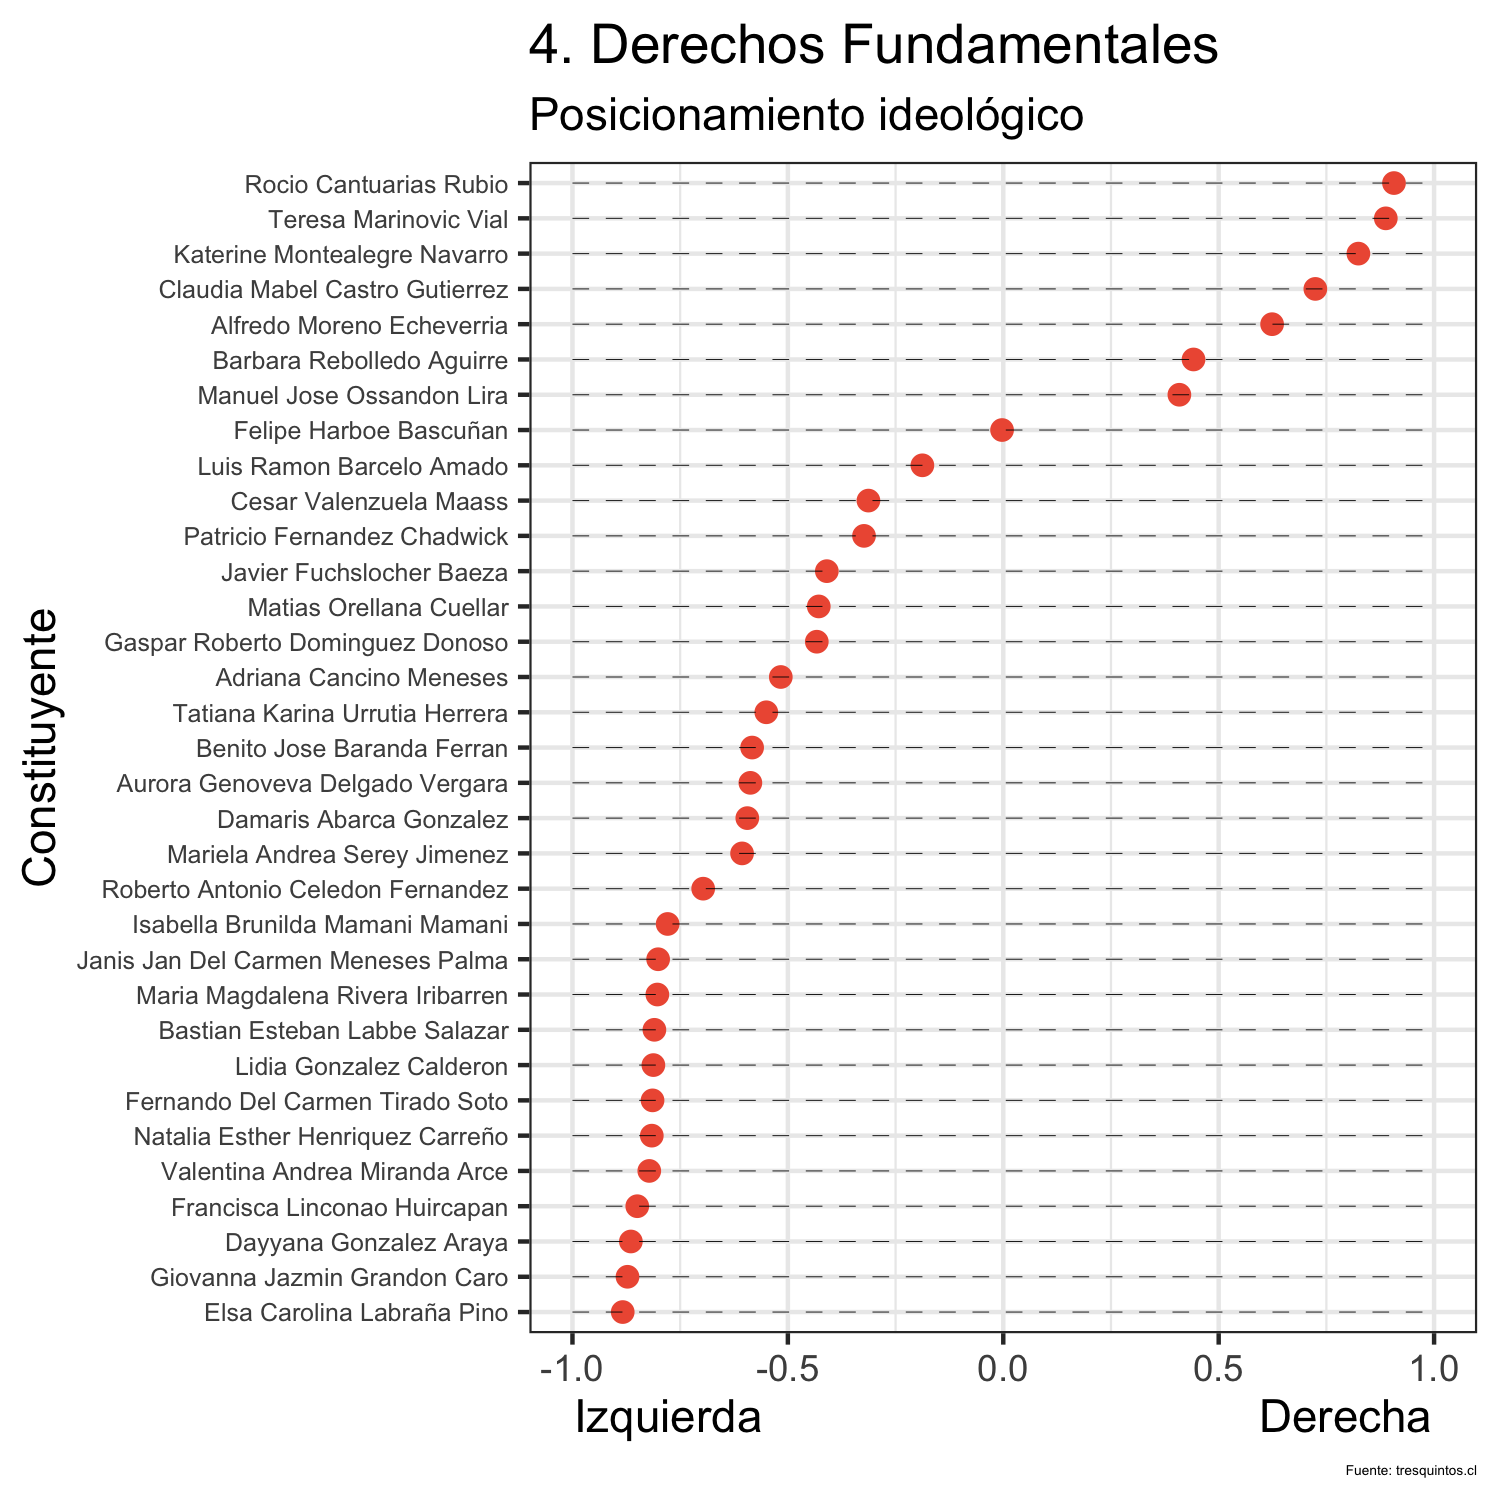 4. Derechos Fundamentales
Posicionamiento ideológico
Constituyente
Rocio Cantuarias Rubio
Teresa Marinovic Vial
Katerine Montealegre Navarro
Claudia Mabel Castro Gutierrez
Alfredo Moreno Echeverria
Barbara Rebolledo Aguirre
Manuel Jose Ossandon Lira
Felipe Harboe Bascuñan
Luis Ramon Barcelo Amado
Cesar Valenzuela Maass
Patricio Fernandez Chadwick
Javier Fuchslocher Baeza
Matias Orellana Cuellar
Gaspar Roberto Dominguez Donoso
Adriana Cancino Meneses
Tatiana Karina Urrutia Herrera
Benito Jose Baranda Ferran
Aurora Genoveva Delgado Vergara
Damaris Abarca Gonzalez
Mariela Andrea Serey Jimenez
Roberto Antonio Celedon Fernandez
Isabella Brunilda Mamani Mamani
Janis Jan Del Carmen Meneses Palma
Maria Magdalena Rivera Iribarren
Bastian Esteban Labbe Salazar
Lidia Gonzalez Calderon
Fernando Del Carmen Tirado Soto
Natalia Esther Henriquez Carreño
Valentina Andrea Miranda Arce
Francisca Linconao Huircapan
Dayyana Gonzalez Araya
Giovanna Jazmin Grandon Caro
Elsa Carolina Labraña Pino
-1.0 -0.5 0.0 0.5 1.0
Izquierda Derecha
Fuente: tresquintos.cl